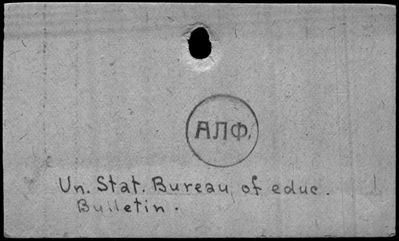 АЛФ.
Un. Stat. Bureau of educ.
Bulletin.